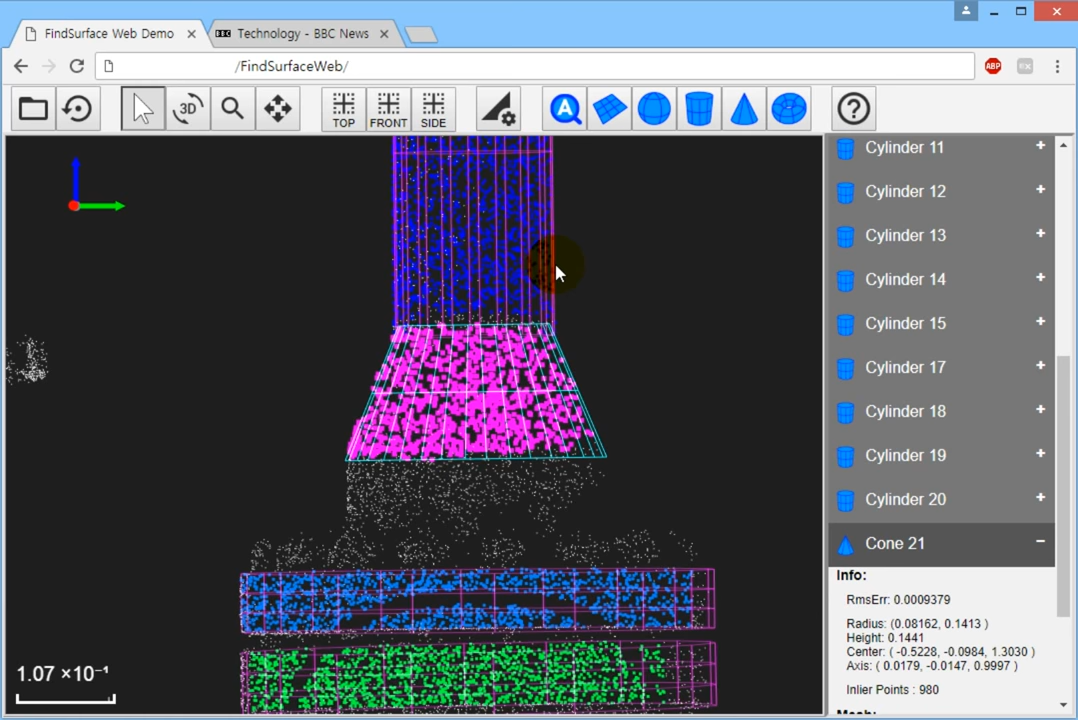 FindSurface Web Demo
BBC Technology - BBC News
/FindSurfaceWeb/
ABP
3D
TOP
FRONT
SIDE
A
?
Cylinder 11 +
Cylinder 12 +
Cylinder 13 +
Cylinder 14 +
Cylinder 15 +
Cylinder 17 +
Cylinder 18 +
Cylinder 19 +
Cylinder 20 +
Cone 21 −
Info:
RmsErr: 0.0009379
Radius: (0.08162, 0.1413 )
Height: 0.1441
Center: ( -0.5228, -0.0984, 1.3030 )
Axis: ( 0.0179, -0.0147, 0.9997 )
Inlier Points : 980
1.07 ×10⁻¹